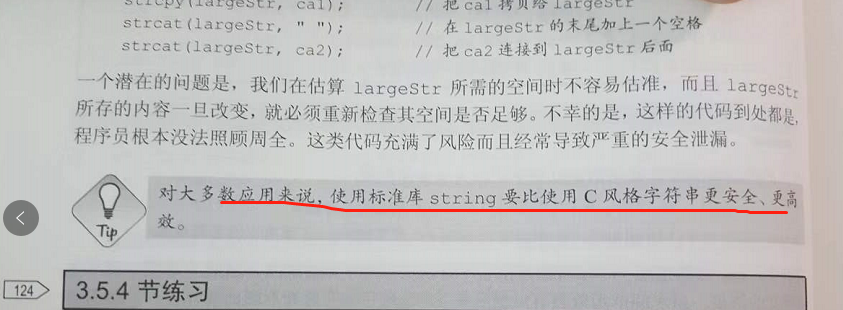 strcpy(largeStr, ca1);      // 把 ca1 拷贝给 largeStr
strcat(largeStr, " ");      // 在 largeStr 的末尾加上一个空格
strcat(largeStr, ca2);      // 把 ca2 连接到 largeStr 后面
一个潜在的问题是，我们在估算 largeStr 所需的空间时不容易估准，而且 largeStr
所存的内容一旦改变，就必须重新检查其空间是否足够。不幸的是，这样的代码到处都是，
程序员根本没法照顾周全。这类代码充满了风险而且经常导致严重的安全泄漏。
对大多数应用来说，使用标准库 string 要比使用 C 风格字符串更安全、更高
效。
Tip
124
3.5.4 节练习